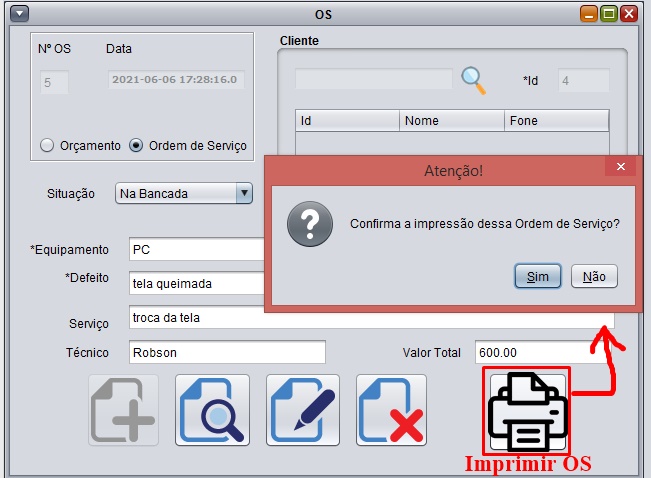 OS
Nº OS
Data
Cliente
5
2021-06-06 17:28:16.0
*Id
4
Id
Nome
Fone
Orçamento
Ordem de Serviço
Atenção!
Situação
Na Bancada
Confirma a impressão dessa Ordem de Serviço?
*Equipamento
PC
Sim
Não
*Defeito
tela queimada
Serviço
troca da tela
Técnico
Robson
Valor Total
600.00
Imprimir OS